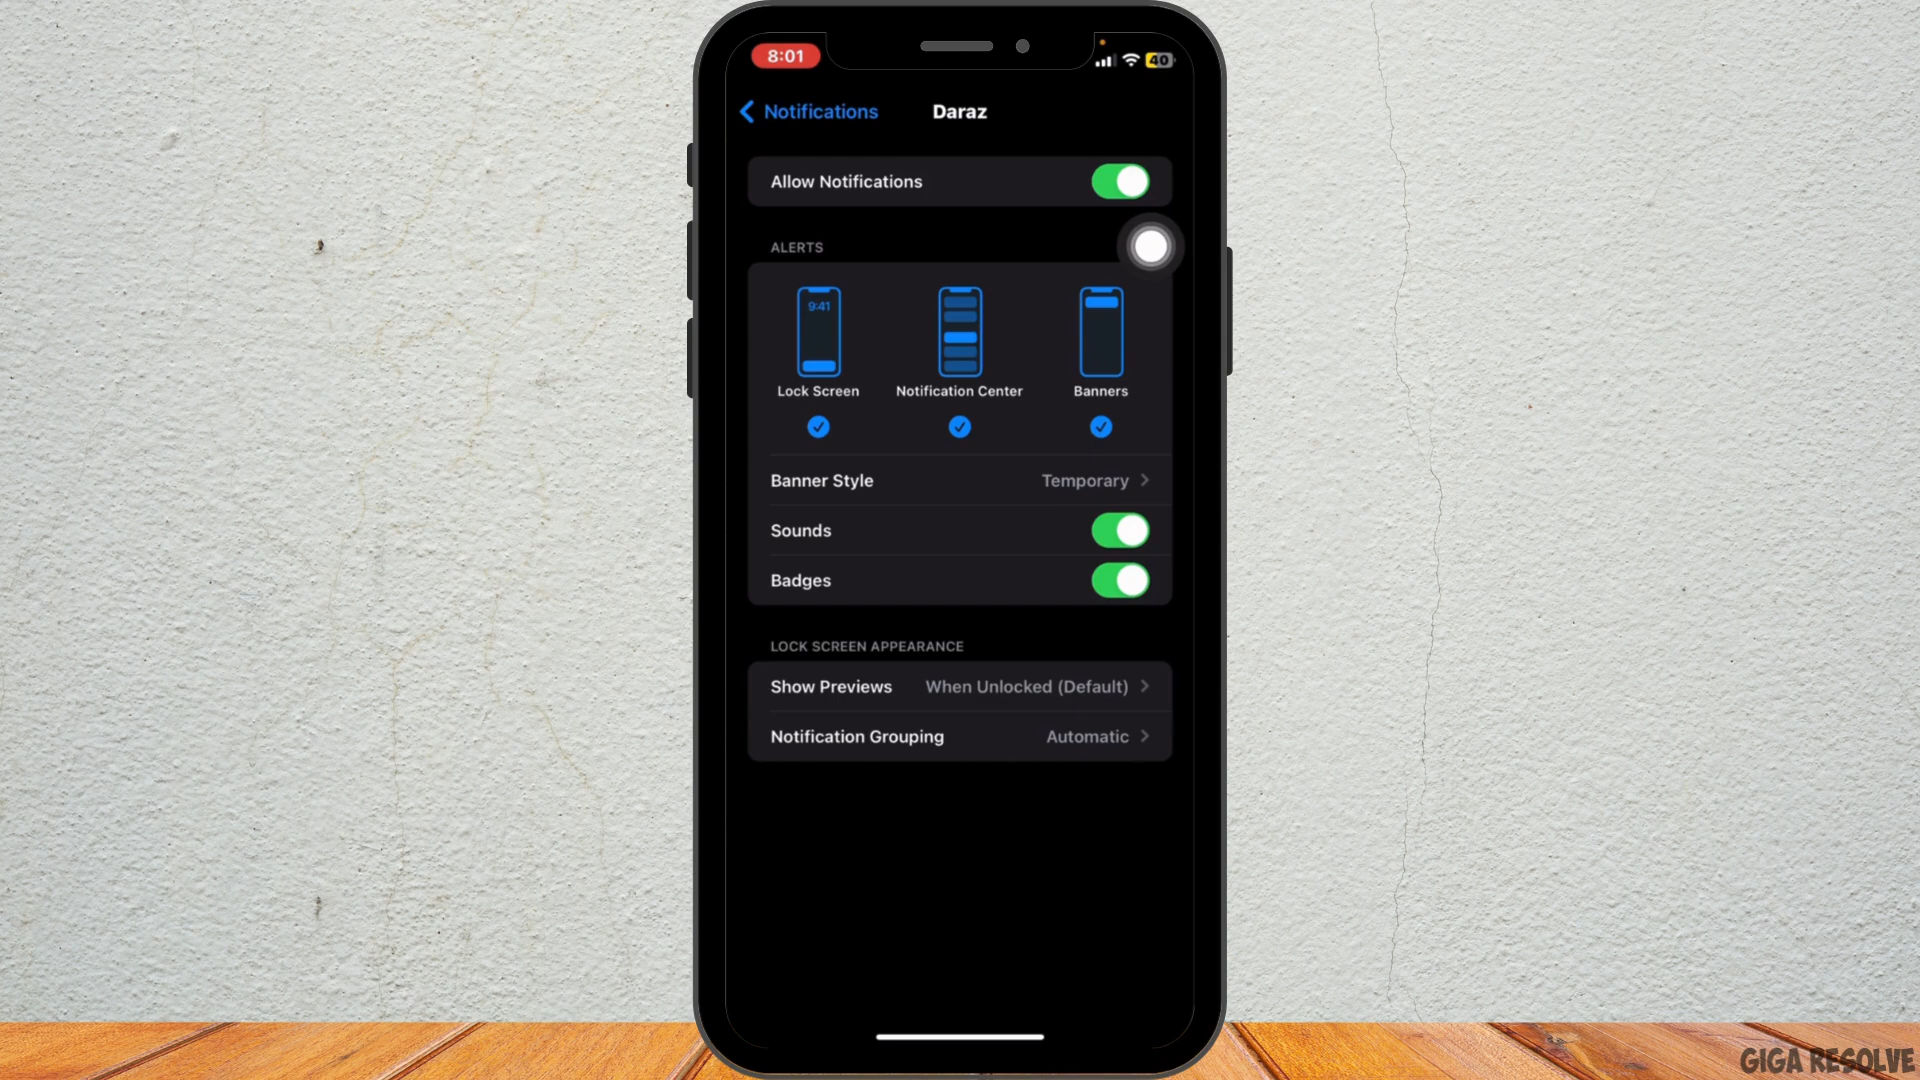 8:01
40
Notifications
Daraz
Allow Notifications
ALERTS
9:41
Lock Screen
Notification Center
Banners
Banner Style
Temporary
Sounds
Badges
LOCK SCREEN APPEARANCE
Show Previews
When Unlocked (Default)
Notification Grouping
Automatic
GIGA RESOLVE